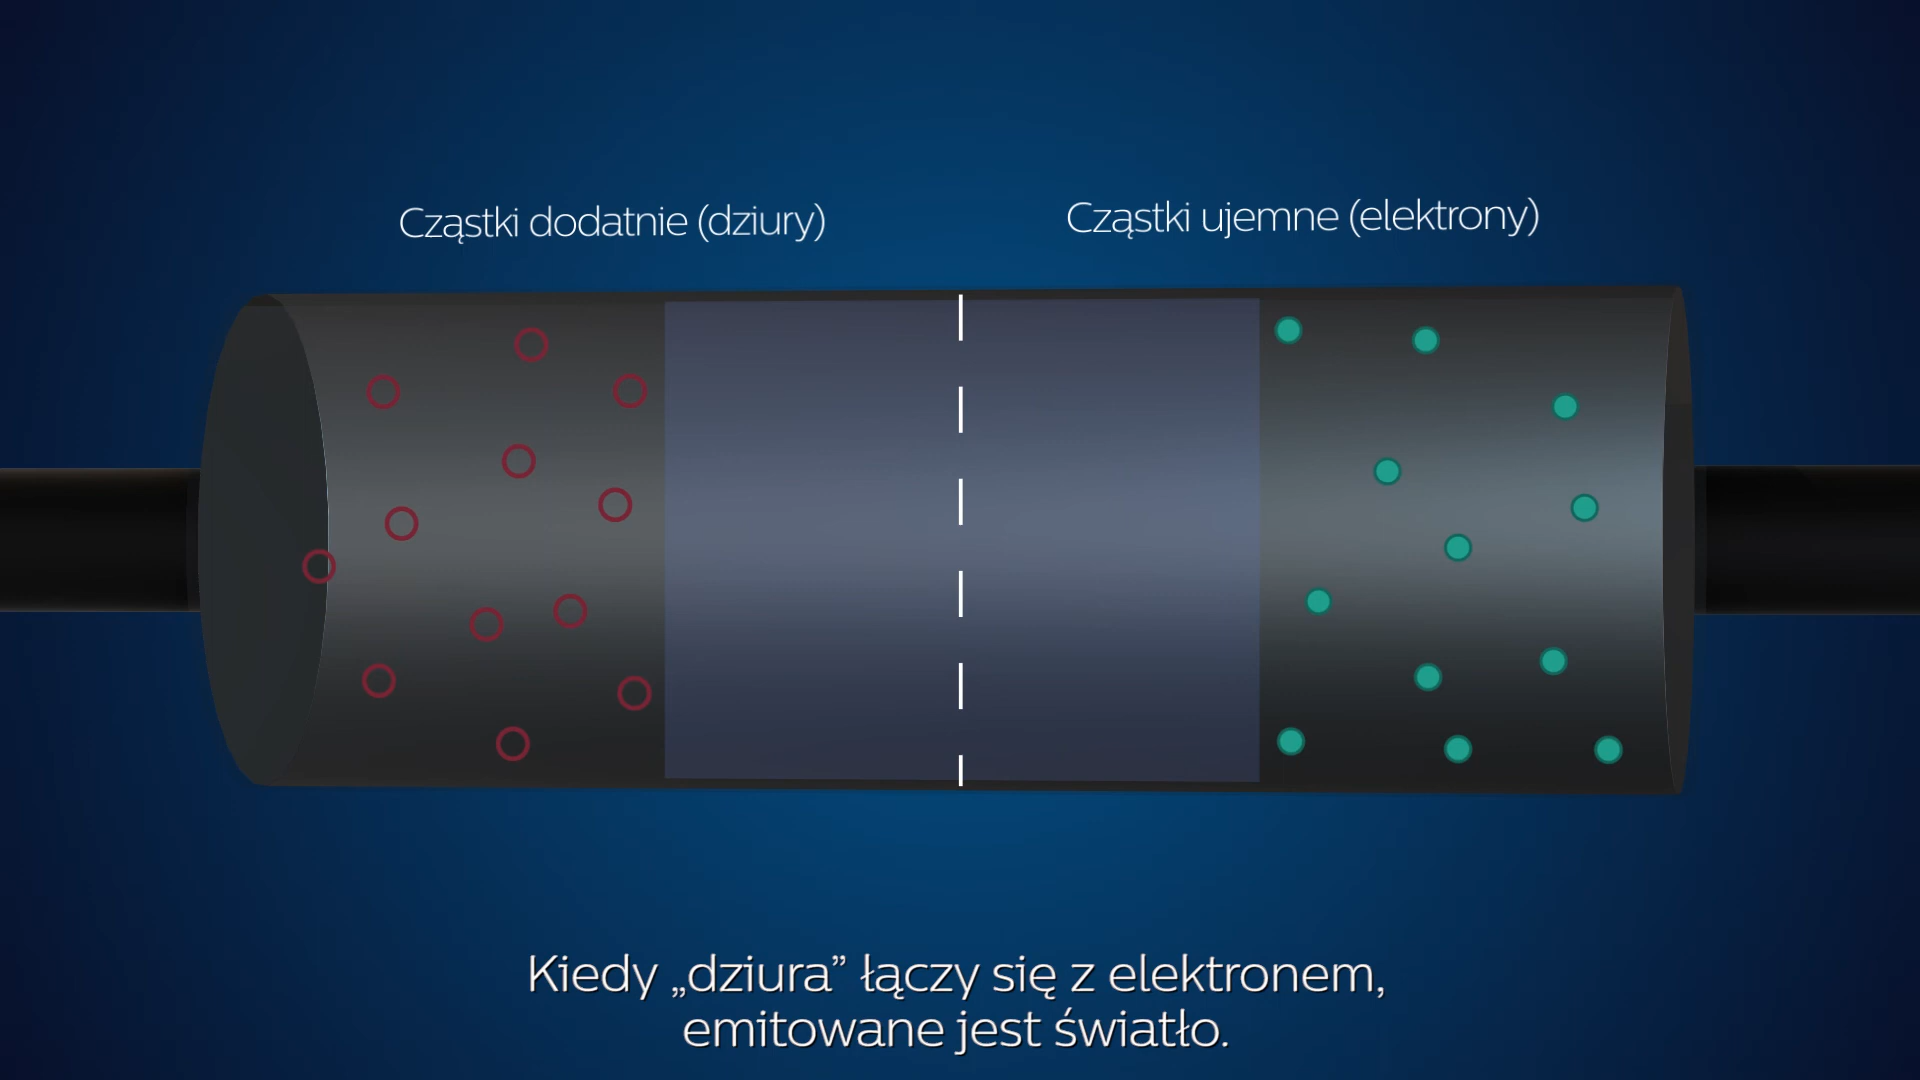 Cząstki dodatnie (dziury)
Cząstki ujemne (elektrony)
Kiedy „dziura” łączy się z elektronem,
emitowane jest światło.